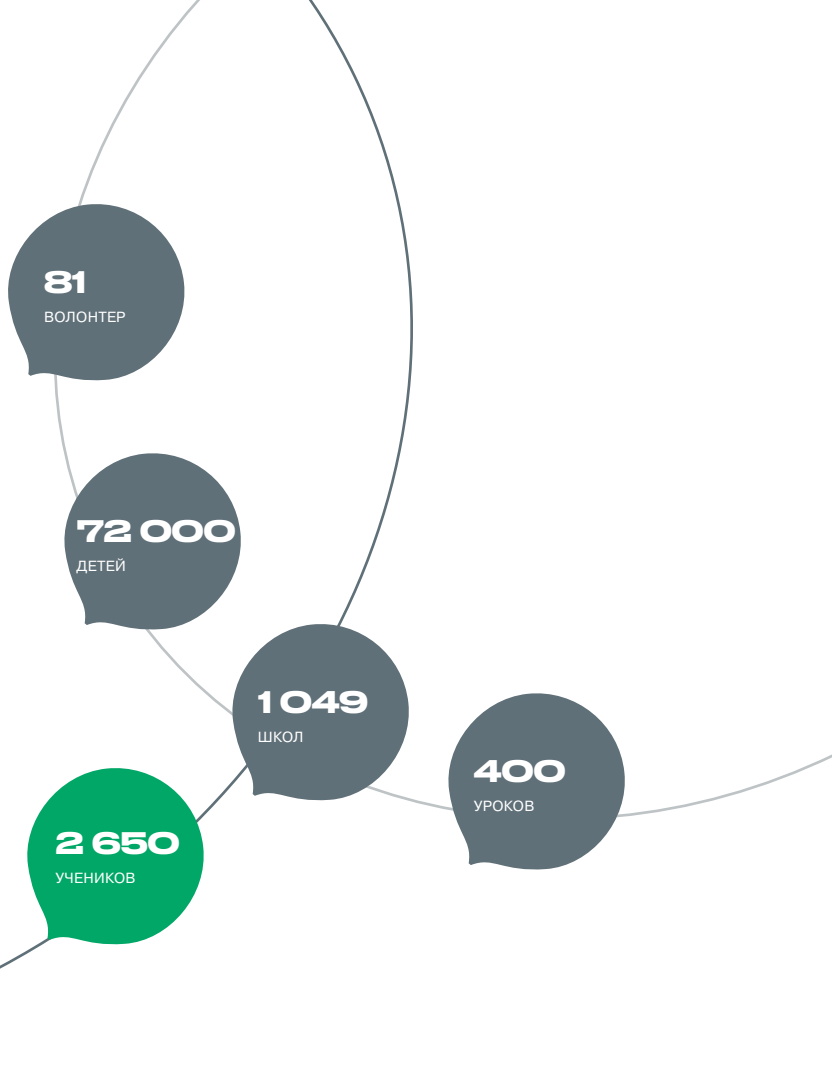 81
ВОЛОНТЕР
72 000
ДЕТЕЙ
1 049
ШКОЛ
400
УРОКОВ
2 650
УЧЕНИКОВ